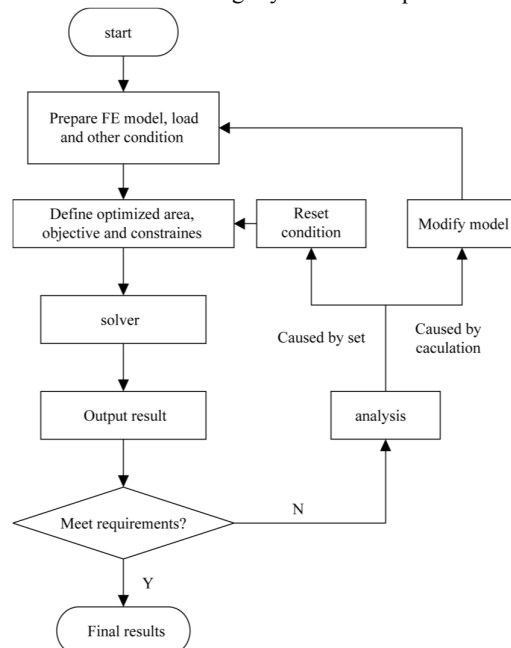 start
Prepare FE model, load
and other condition
Define optimized area,
objective and constraines
Reset
condition
Modify model
solver
Caused by set
Caused by
caculation
Output result
analysis
Meet requirements?
N
Y
Final results